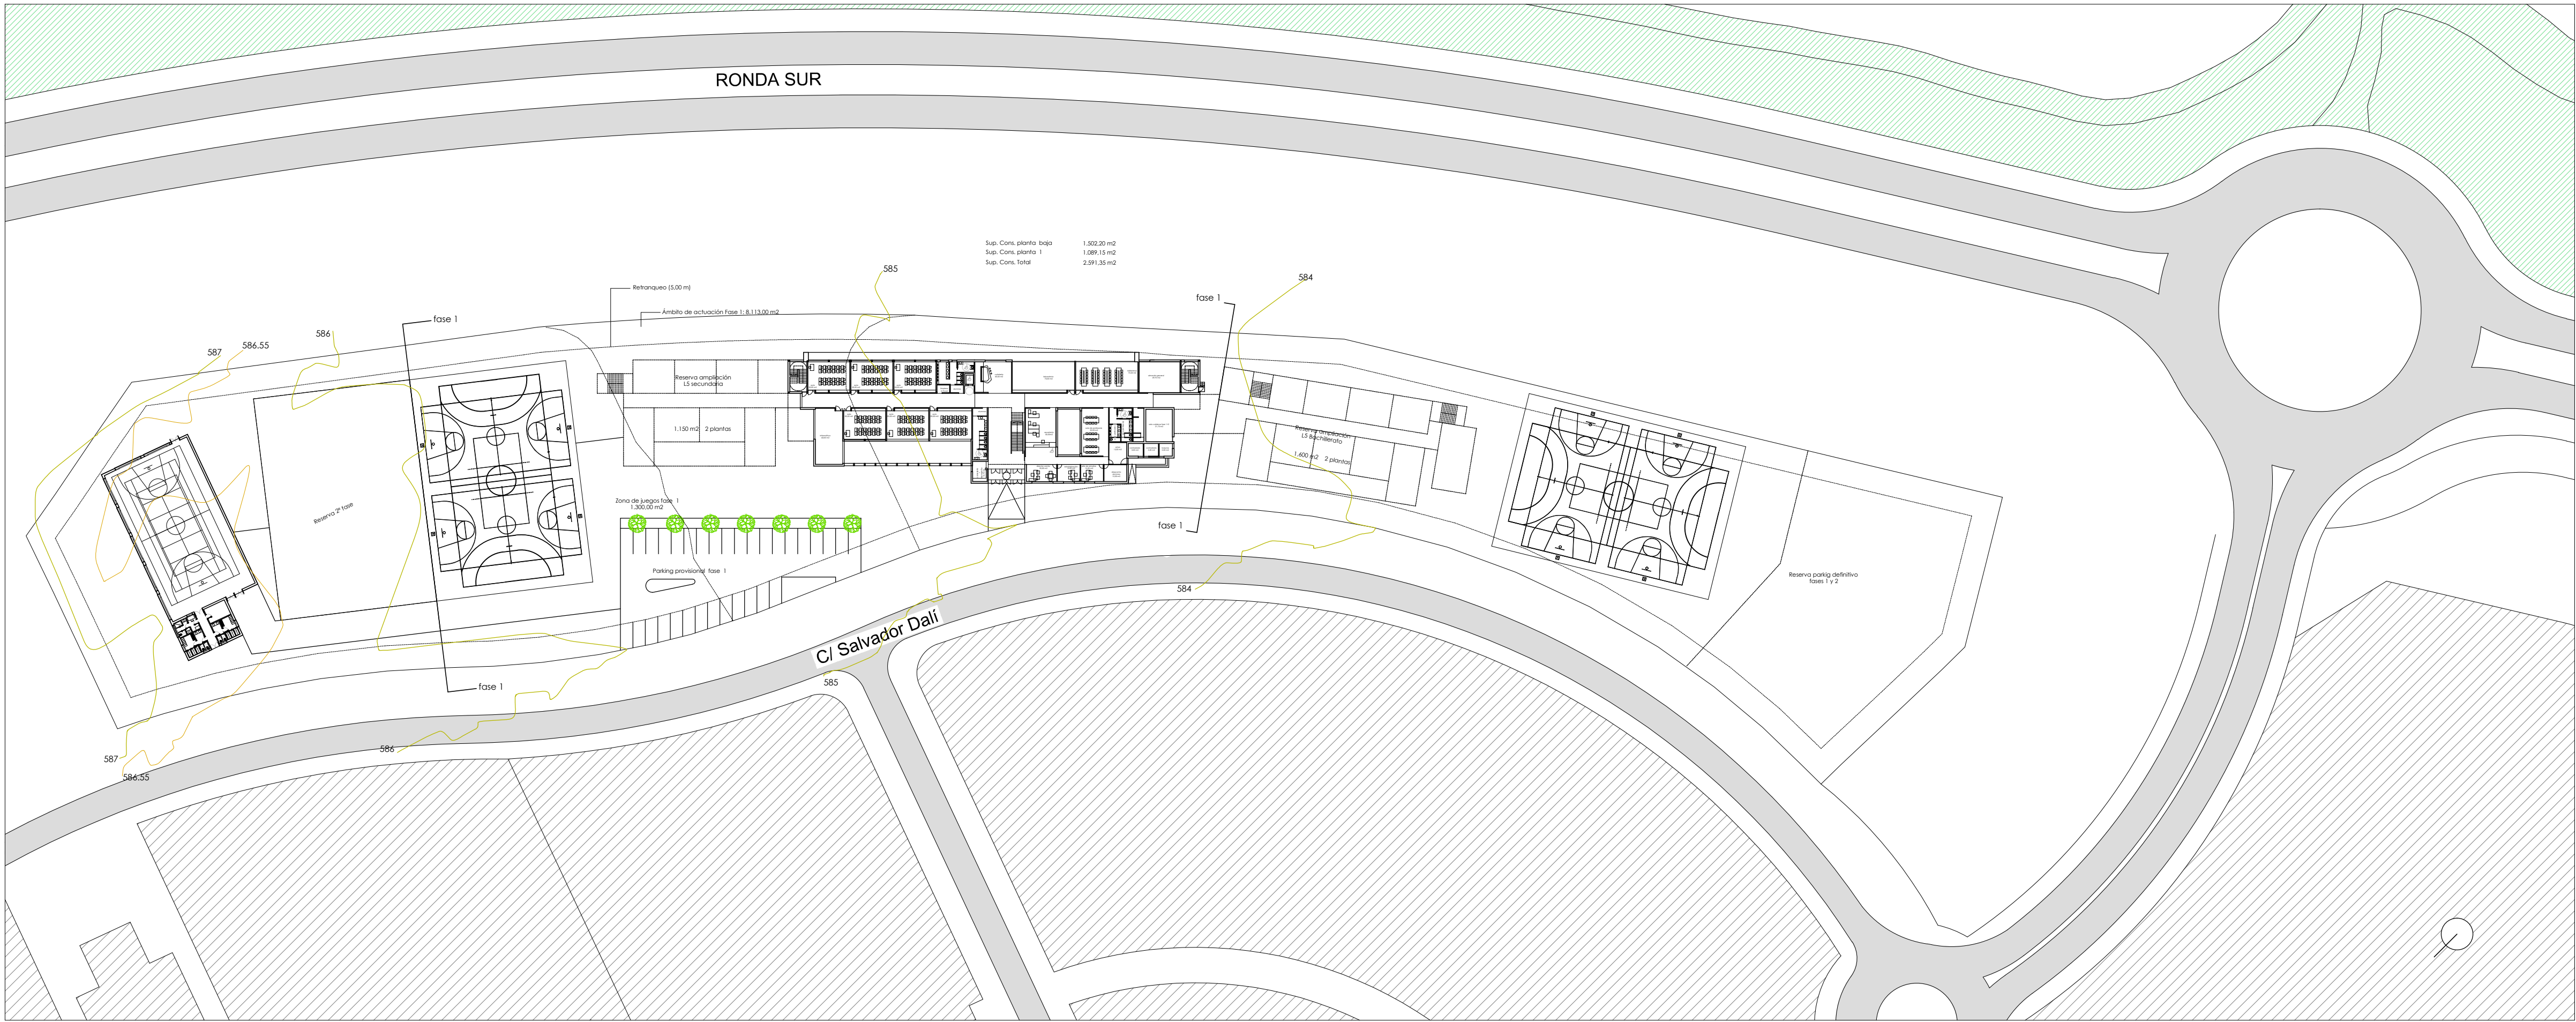 RONDA SUR
Sup. Cons. planta baja 1.502,20 m2
Sup. Cons. planta 1 1.089,15 m2
Sup. Cons. Total 2.591,35 m2
585
584
Retranqueo (5,00 m)
fase 1
Ámbito de actuación Fase 1: 8.113,00 m2
fase 1
586
586.55
587
Reserva ampliación
L5 secundaria
1.150 m2 2 plantas
Reserva ampliación
L5 Bachillerato
1.600 m2 2 plantas
Zona de juegos fase 1
1.300,00 m2
Reserva 2ª fase
fase 1
Parking provisional fase 1
Reserva parkig definitivo
fases 1 y 2
584
C/ Salvador Dalí
585
fase 1
586
587
586.55